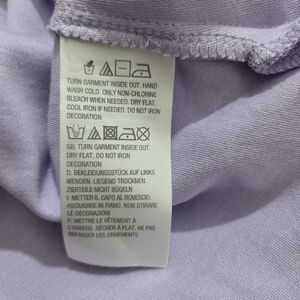 TURN GARMENT INSIDE OUT. HAND
WASH COLD. ONLY NON-CHLORINE
BLEACH WHEN NEEDED. DRY FLAT.
COOL IRON IF NEEDED. DO NOT IRON
DECORATION
GB: TURN GARMENT INSIDE OUT.
DRY FLAT. DO NOT IRON
DECORATION
D: BEKLEIDUNGSSTÜCK AUF LINKS
WENDEN. LIEGEND TROCKNEN.
ZIERTEILE NICHT BÜGELN
I: METTER IL CAPO AL ROVESCIO.
ASCIUGARE IN PIANO. NON STIRARE
LE DECORAZIONI
F: METTRE LE VÊTEMENT À
L'ENVERS. SÉCHER À PLAT. NE PAS
REPASSER LES ORNEMENTS